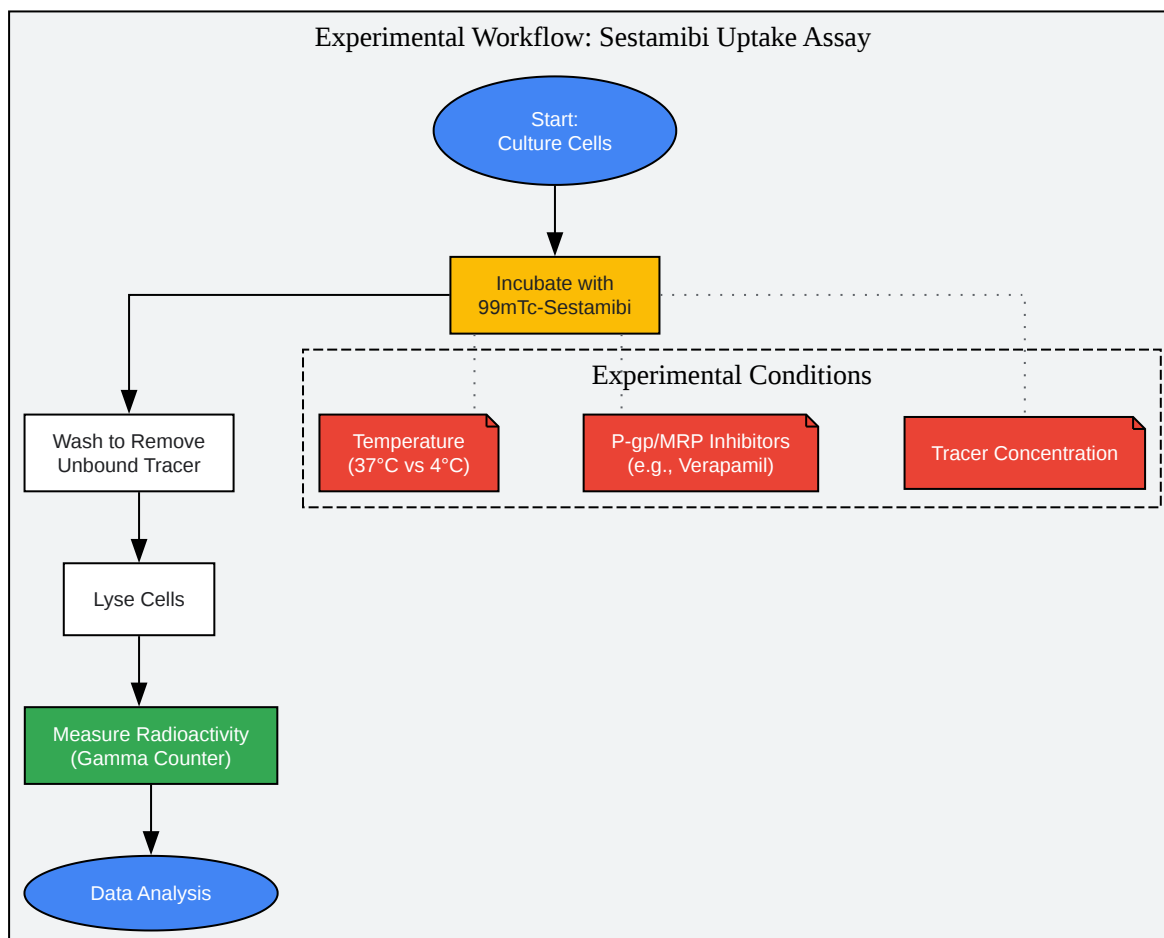 Experimental Workflow: Sestamibi Uptake Assay
Start:
Culture Cells
Incubate with
99mTc-Sestamibi
Experimental Conditions
Wash to Remove
Unbound Tracer
Temperature
(37°C vs 4°C)
P-gp/MRP Inhibitors
(e.g., Verapamil)
Tracer Concentration
Lyse Cells
Measure Radioactivity
(Gamma Counter)
Data Analysis